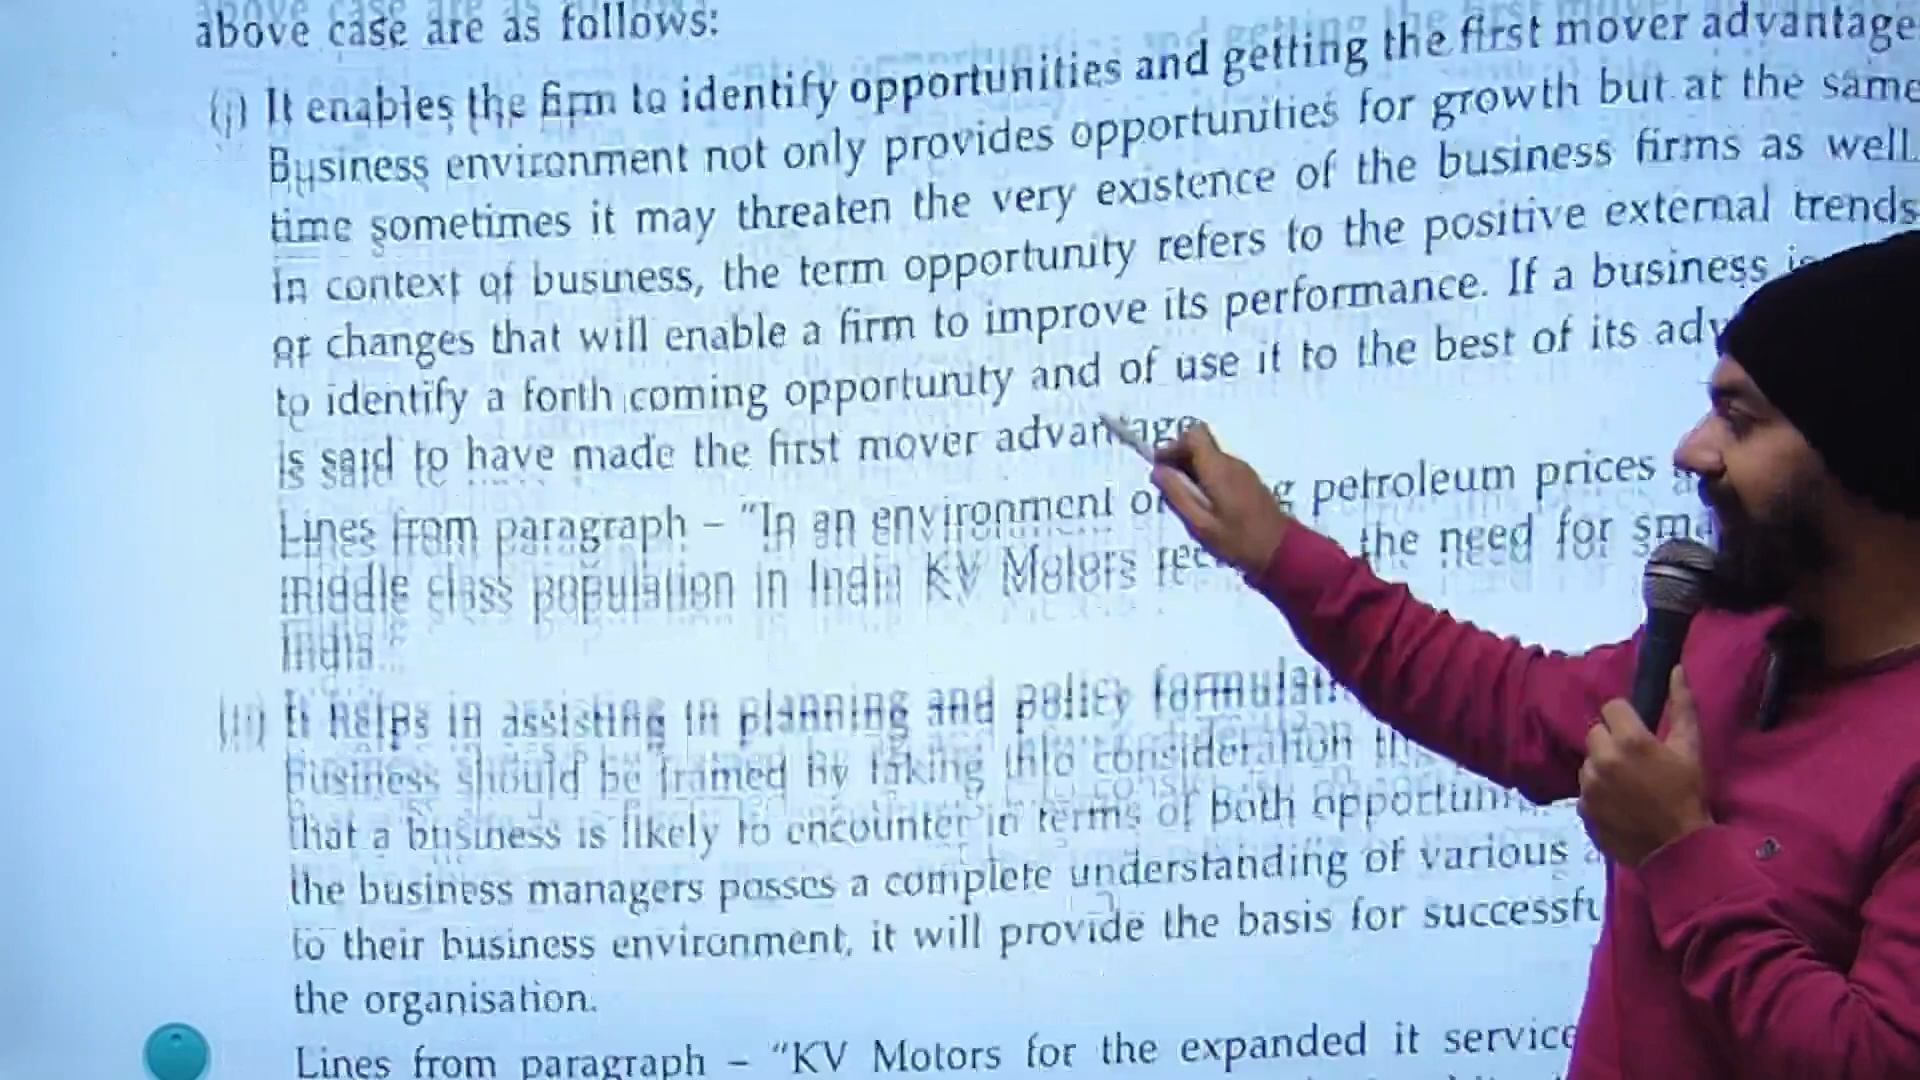 above case are as follows:
(i) It enables the firm to identify opportunities and getting the first mover advantage
Business environment not only provides opportunities for growth but at the same
time sometimes it may threaten the very existence of the business firms as well.
In context of business, the term opportunity refers to the positive external trends
or changes that will enable a firm to improve its performance. If a business is
to identify a forth coming opportunity and of use it to the best of its
is said to have made the first mover advantage
Lines from paragraph – "In an environment petroleum prices
middle class population in India KV Motors the need for
India."
(ii) It helps in assisting in planning and policy
business should be framed by taking into consideration
that a business is likely to encounter in terms of both
the business managers posses a complete understanding of various
to their business environment, it will provide the basis for
the organisation.
Lines from paragraph – "KV Motors for the expanded it